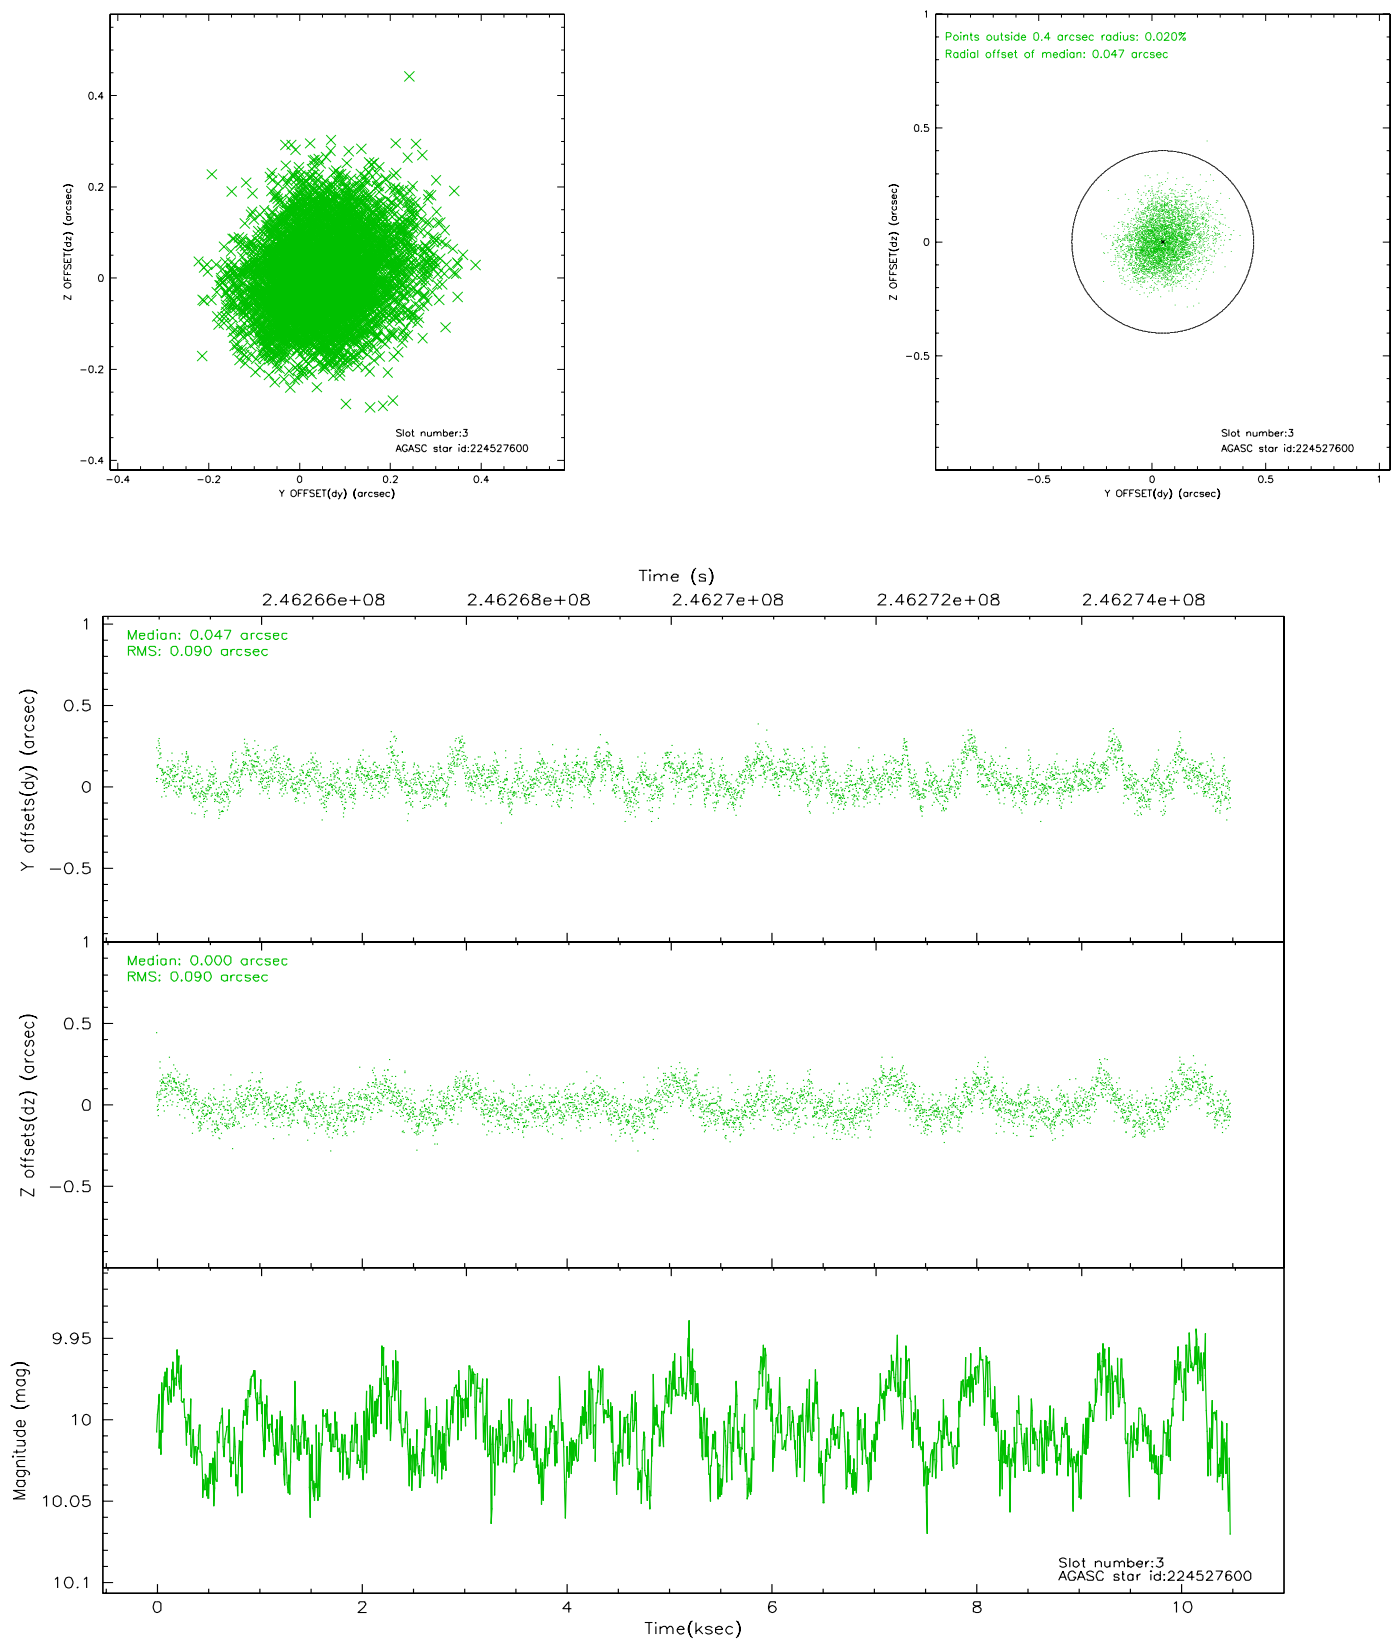 0.4
0.2
0
-0.2
-0.4
Z OFFSET(dz) (arcsec)
-0.4 -0.2 0 0.2 0.4
Y OFFSET(dy) (arcsec)
Slot number:3
AGASC star id:224527600
Points outside 0.4 arcsec radius: 0.020%
Radial offset of median: 0.047 arcsec
1
0.5
0
-0.5
Z OFFSET(dz) (arcsec)
-0.5 0 0.5 1
Y OFFSET(dy) (arcsec)
Slot number:3
AGASC star id:224527600
Time (s)
2.46266e+08 2.46268e+08 2.4627e+08 2.46272e+08 2.46274e+08
Median: 0.047 arcsec
RMS: 0.090 arcsec
1
0.5
0
-0.5
Y offsets(dy) (arcsec)
Median: 0.000 arcsec
RMS: 0.090 arcsec
1
0.5
0
-0.5
Z offsets(dz) (arcsec)
9.95
10
10.05
10.1
Magnitude (mag)
Slot number:3
AGASC star id:224527600
0 2 4 6 8 10
Time(ksec)